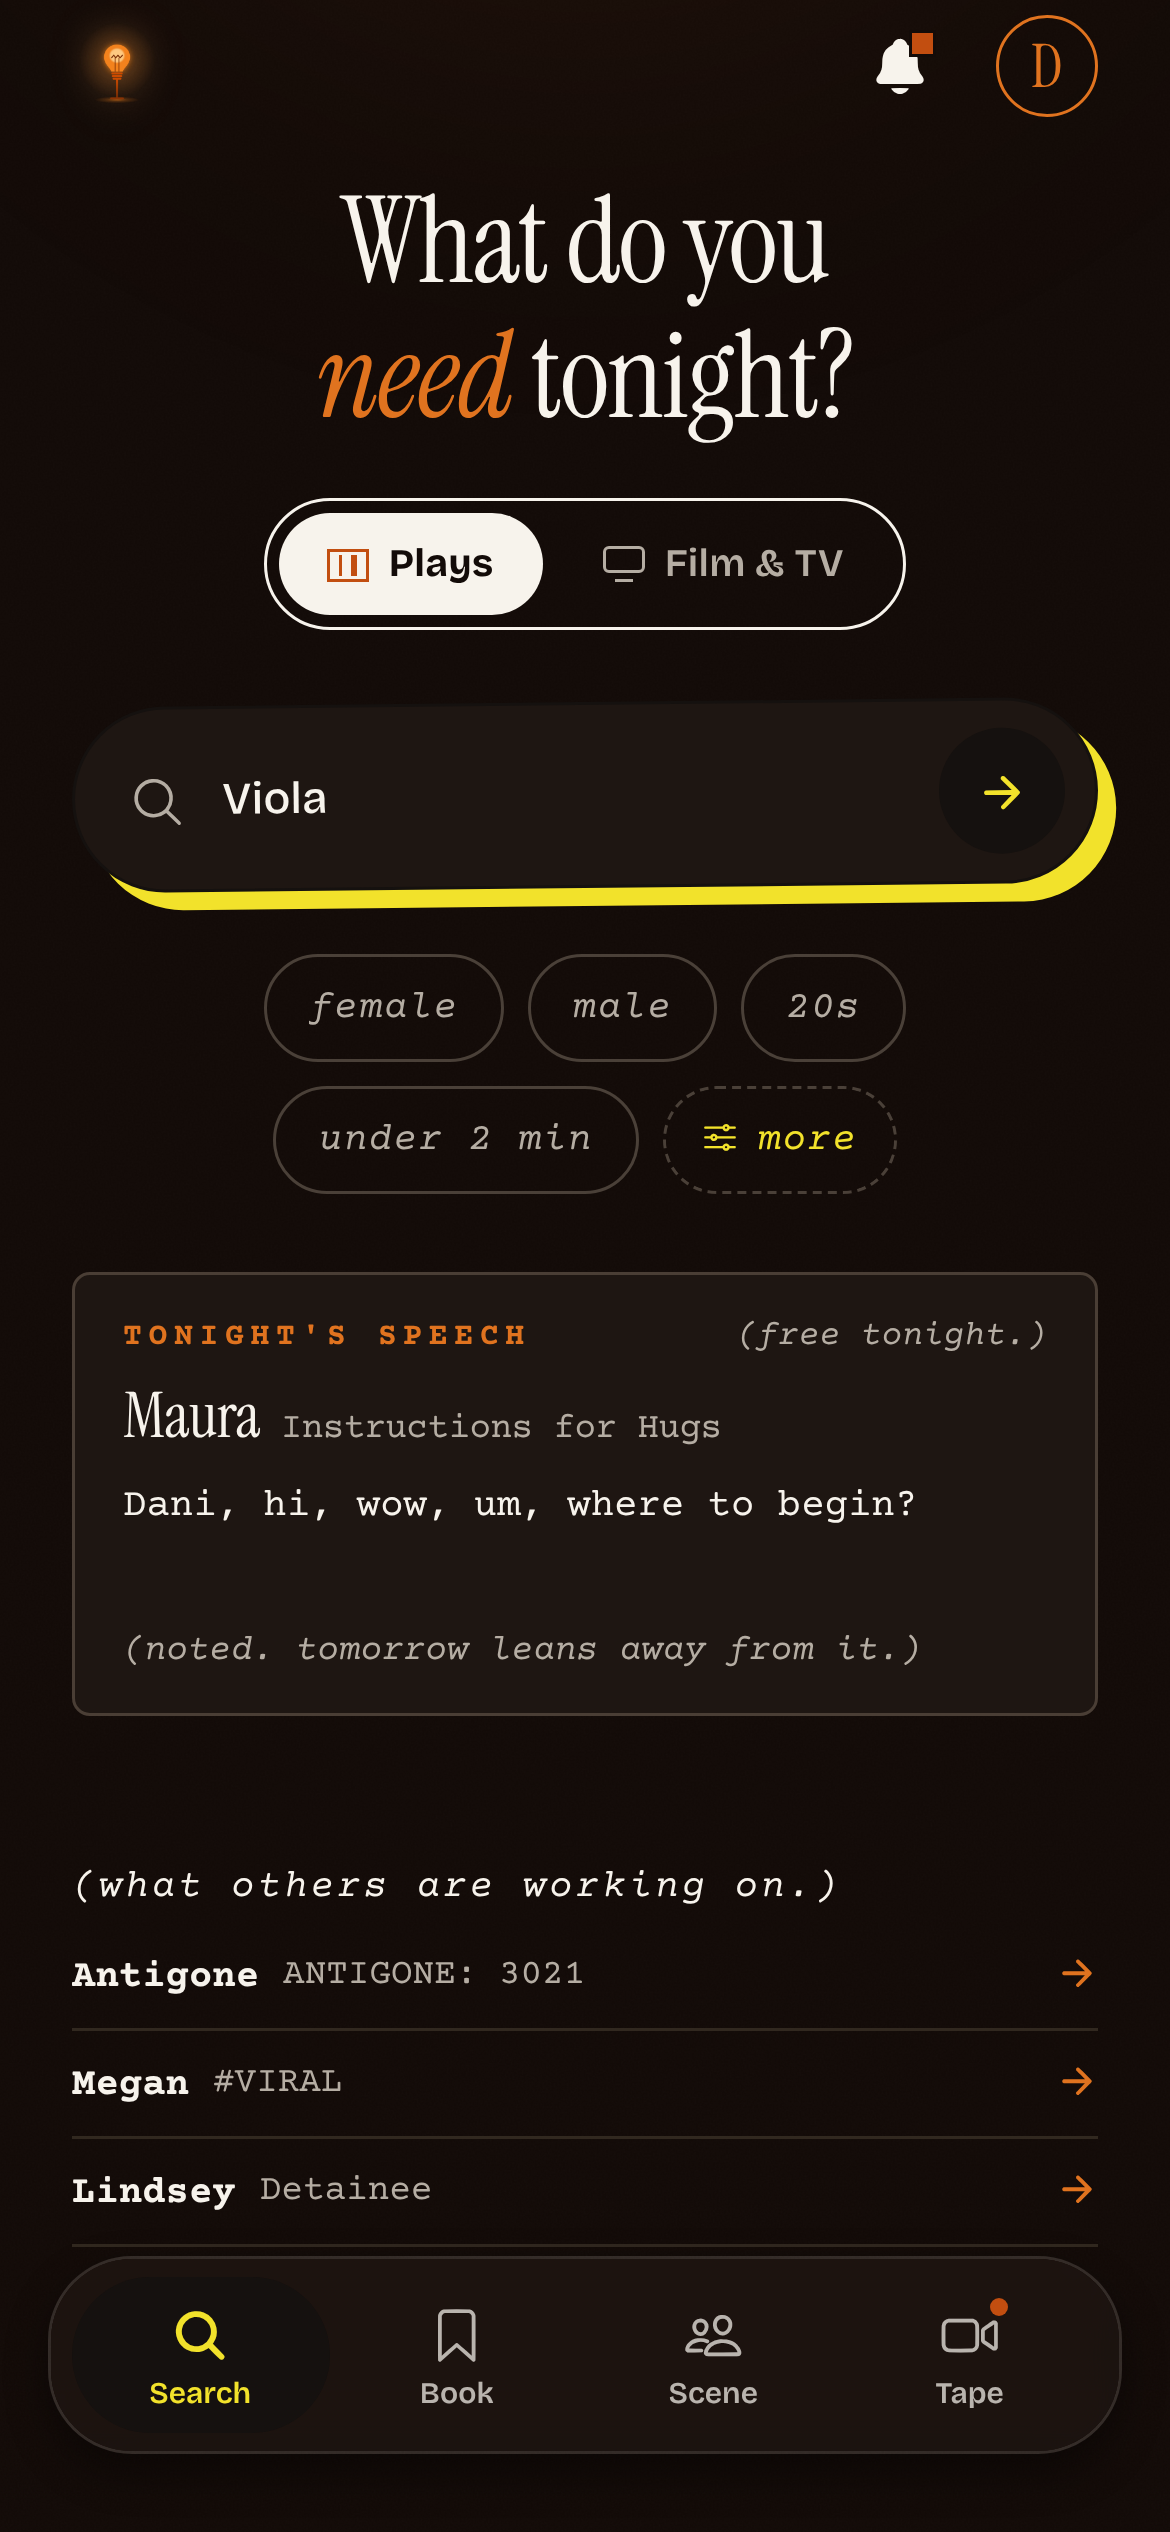 D
What do you
need tonight?
Plays
Film & TV
Viola
female
male
20s
under 2 min
more
TONIGHT'S SPEECH
(free tonight.)
Maura Instructions for Hugs
Dani, hi, wow, um, where to begin?
(noted. tomorrow leans away from it.)
(what others are working on.)
Antigone ANTIGONE: 3021
Megan #VIRAL
Lindsey Detainee
Search
Book
Scene
Tape